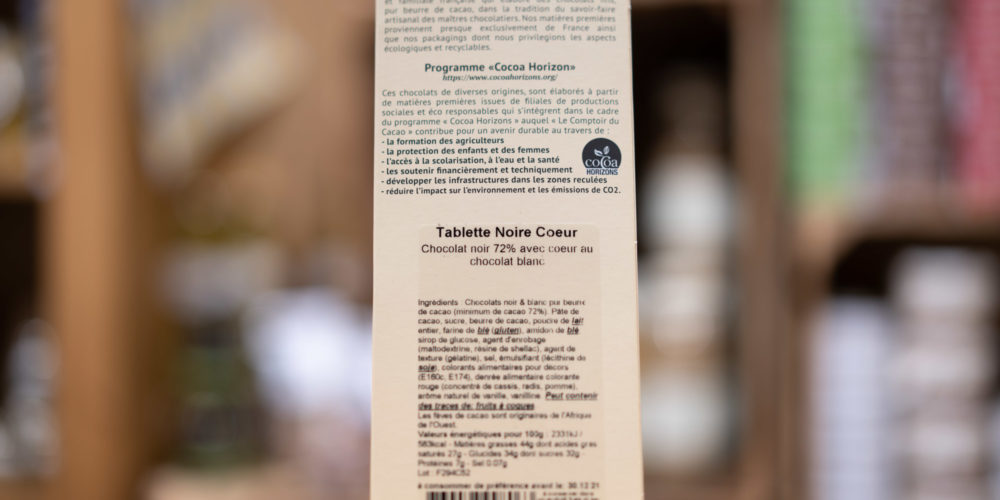 et familiale française qui élabore des chocolats fins,
pur beurre de cacao, dans la tradition du savoir-faire
artisanal des maîtres chocolatiers. Nos matières premières
proviennent presque exclusivement de France ainsi
que nos packagings dont nous privilegions les aspects
écologiques et recyclables.
Programme «Cocoa Horizon»
https://www.cocoahorizons.org/
Ces chocolats de diverses origines, sont élaborés à partir
de matières premières issues de filiales de productions
sociales et éco responsables qui s'intègrent dans le cadre
du programme « Cocoa Horizons » auquel « Le Comptoir du
Cacao » contribue pour un avenir durable au travers de :
- la formation des agriculteurs
- la protection des enfants et des femmes
- l'accès à la scolarisation, à l'eau et la santé
- les soutenir financièrement et techniquement
- développer les infrastructures dans les zones reculées
- réduire l'impact sur l'environnement et les émissions de CO2.
cocoa
HORIZONS
Tablette Noire Coeur
Chocolat noir 72% avec coeur au
chocolat blanc
Ingrédients : Chocolats noir & blanc pur beurre
de cacao (minimum de cacao 72%). Pâte de
cacao, sucre, beurre de cacao, poudre de lait
entier, farine de blé (gluten), amidon de blé
sirop de glucose, agent d'enrobage
(maltodextrine, résine de shellac), agent de
texture (gélatine), sel, émulsifiant (lécithine de
soja), colorants alimentaires pour décors
(E160c, E174), denrée alimentaire colorante
rouge (concentré de cassis, radis, pomme),
arôme naturel de vanille, vanilline. Peut contenir
des traces de: fruits à coques
Les fèves de cacao sont originaires de l'Afrique
de l'Ouest.
Valeurs énergétiques pour 100g : 2331kJ /
583kcal - Matières grasses 44g dont acides gras
saturés 27g - Glucides 34g dont sucres 32g -
Protéines 7g - Sel 0.07g
Lot : F294C52
à consommer de préférence avant le: 30.12.21